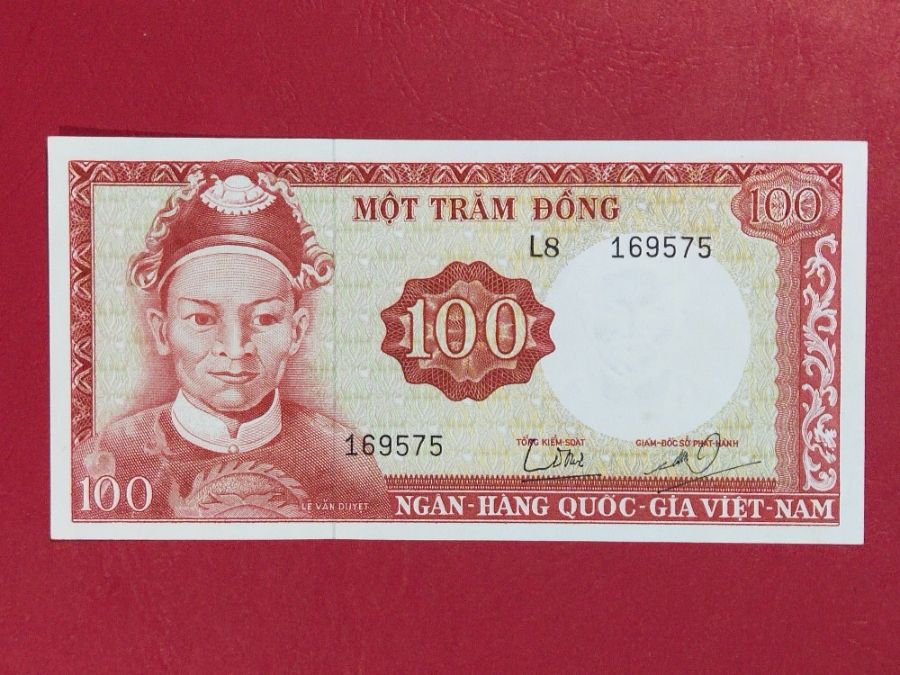 MỘT TRĂM ĐỒNG
100
L8 169575
100
169575
TỔNG KIỂM-SOÁT
GIÁM-ĐỐC SỞ PHÁT-HÀNH
100
LÊ VĂN DUYỆT
NGÂN-HÀNG QUỐC-GIA VIỆT-NAM